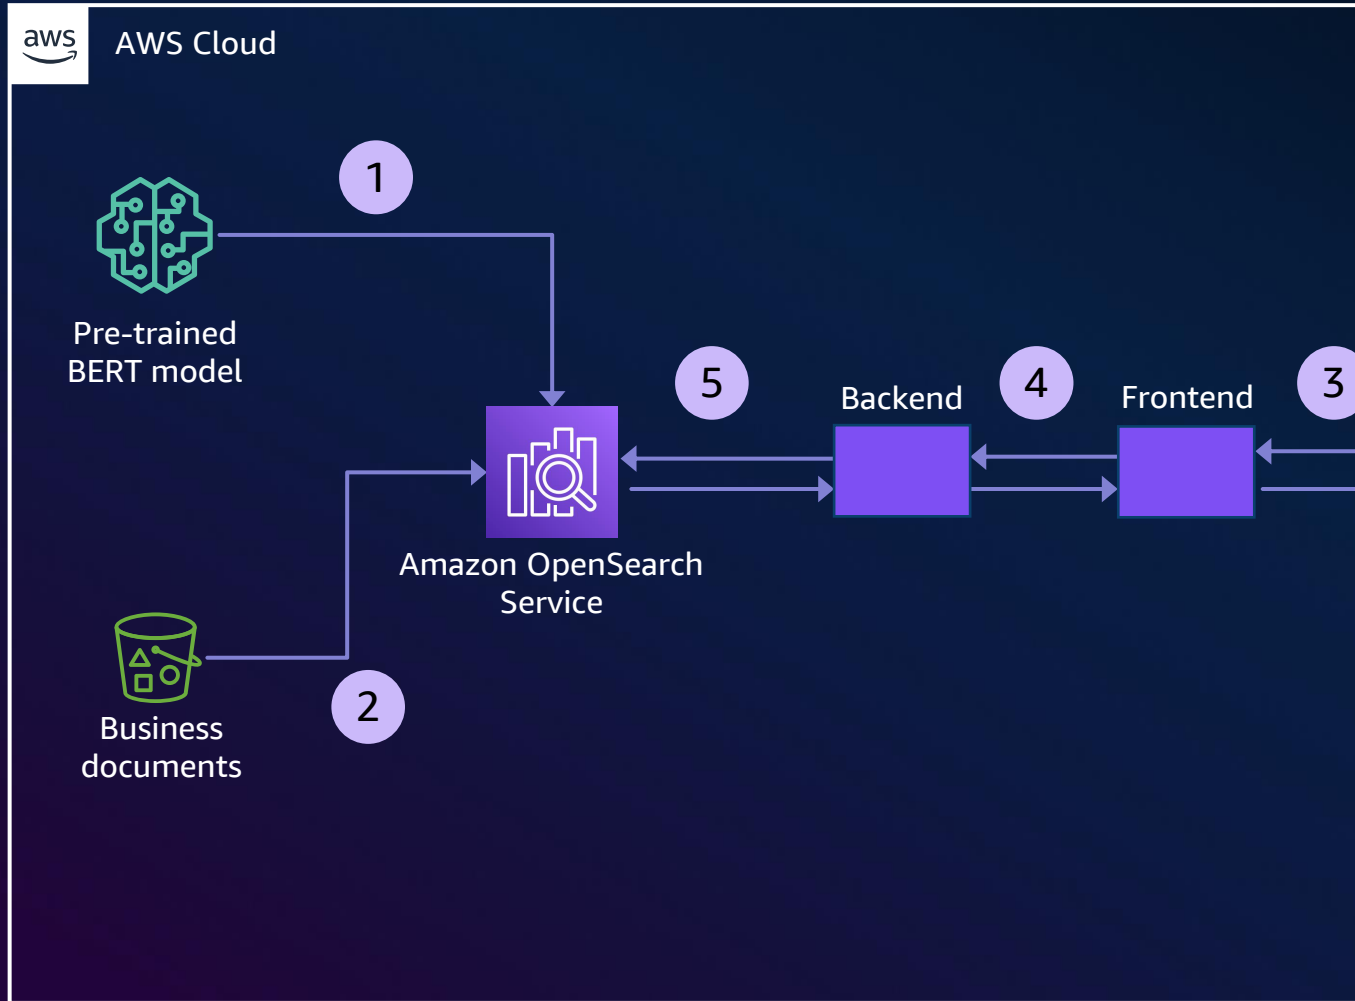 aws
AWS Cloud
1
Pre-trained
BERT model
5
Backend
4
Frontend
3
Amazon OpenSearch
Service
2
Business
documents